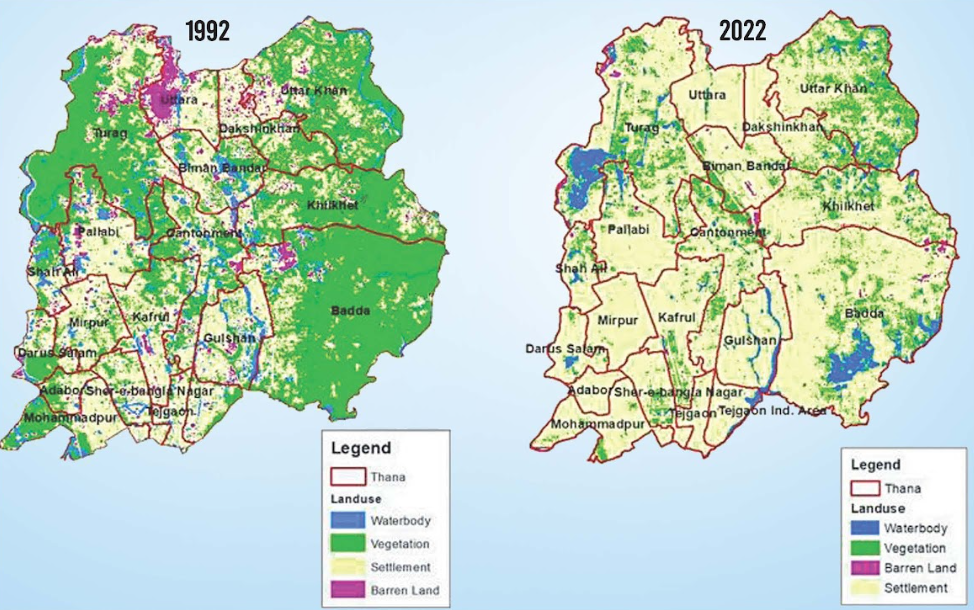 1992
Uttara
Uttar Khan
Turag
Dakshinkhan
Biman Bandar
Khilkhet
Pallabi
Cantonment
Shah Ali
Badda
Mirpur
Kafrul
Gulshan
Darus Salam
Adabor
Sher-e-bangla Nagar
Mohammadpur
Tejgaon
Legend
Thana
Landuse
Waterbody
Vegetation
Settlement
Barren Land
2022
Uttara
Uttar Khan
Turag
Dakshinkhan
Biman Bandar
Khilkhet
Pallabi
Cantonment
Shah Ali
Badda
Mirpur
Kafrul
Gulshan
Darus Salam
Adabor
Sher-e-bangla Nagar
Tejgaon
Tejgaon Ind. Area
Mohammadpur
Legend
Thana
Landuse
Waterbody
Vegetation
Barren Land
Settlement